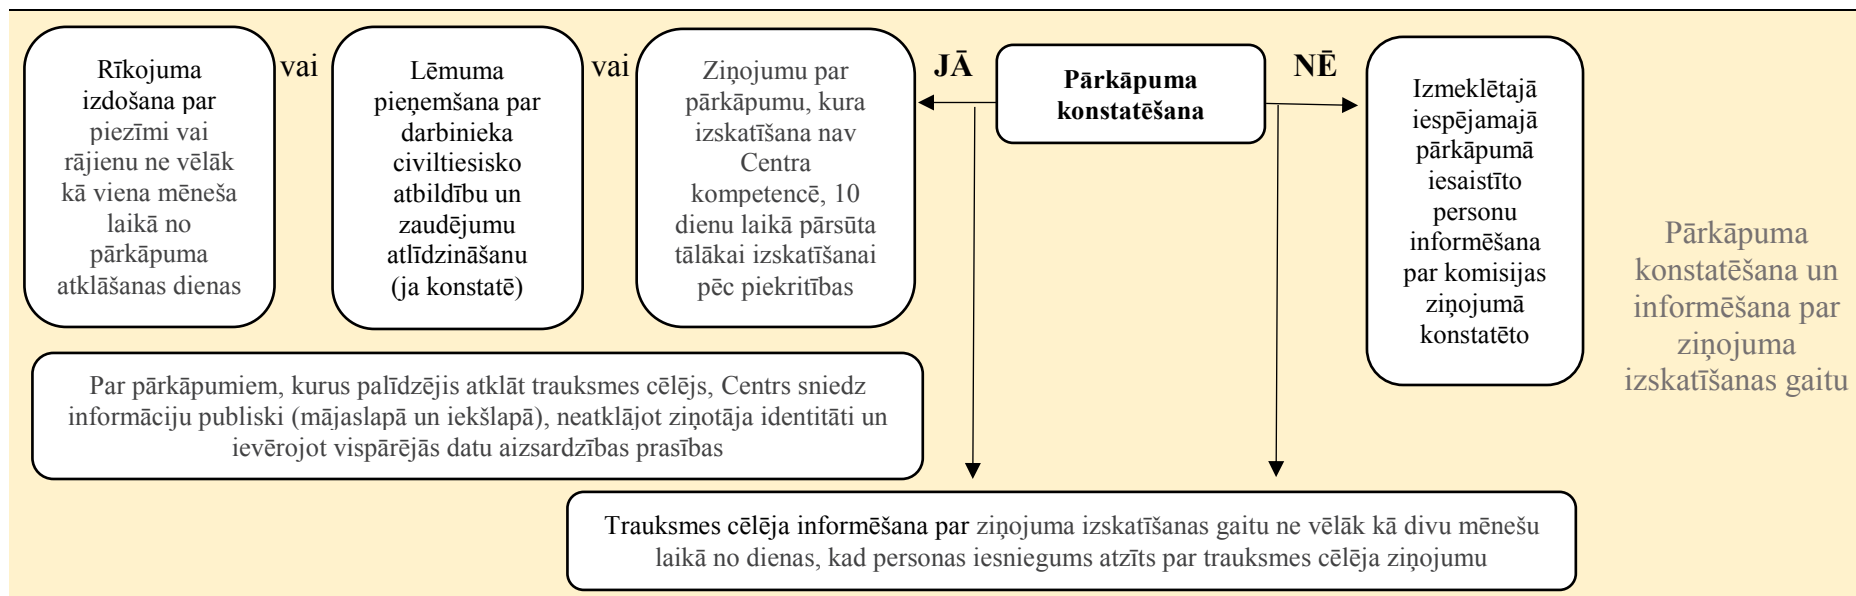 Rīkojuma
izdošana par
piezīmi vai
rājienu ne vēlāk
kā viena mēneša
laikā no
pārkāpuma
atklāšanas dienas
vai
Lēmuma
pieņemšana par
darbinieka
civiltiesisko
atbildību un
zaudējumu
atlīdzināšanu
(ja konstatē)
vai
Ziņojumu par
pārkāpumu, kura
izskatīšana nav
Centra
kompetencē, 10
dienu laikā pārsūta
tālākai izskatīšanai
pēc piekritības
JĀ
Pārkāpuma
konstatēšana
NĒ
Izmeklētajā
iespējamajā
pārkāpumā
iesaistīto
personu
informēšana
par komisijas
ziņojumā
konstatēto
Pārkāpuma
konstatēšana un
informēšana par
ziņojuma
izskatīšanas gaitu
Par pārkāpumiem, kurus palīdzējis atklāt trauksmes cēlējs, Centrs sniedz
informāciju publiski (mājaslapā un iekšlapā), neatklājot ziņotāja identitāti un
ievērojot vispārējās datu aizsardzības prasības
Trauksmes cēlēja informēšana par ziņojuma izskatīšanas gaitu ne vēlāk kā divu mēnešu
laikā no dienas, kad personas iesniegums atzīts par trauksmes cēlēja ziņojumu